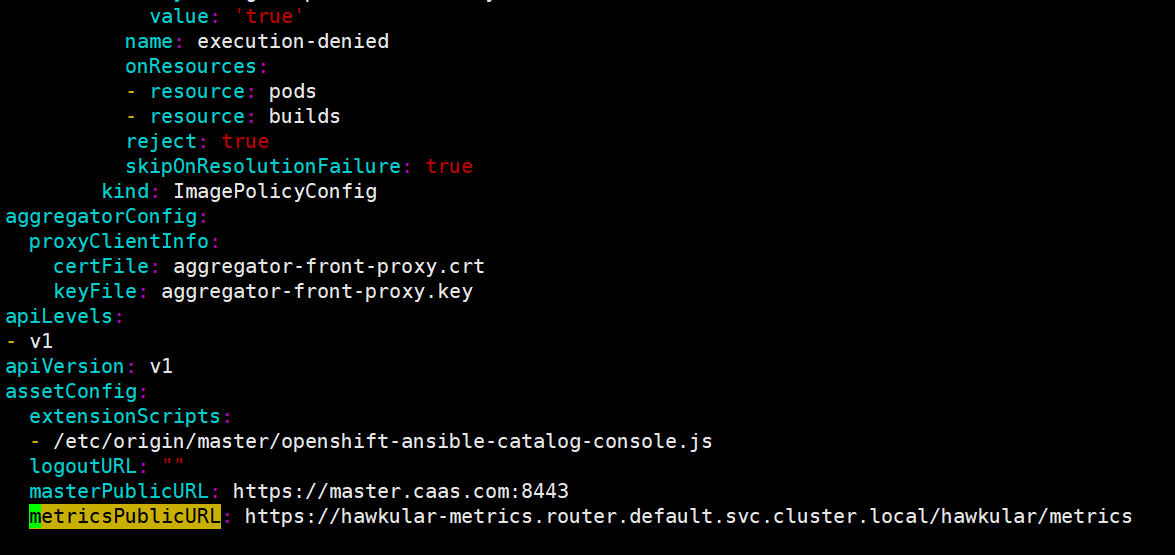 value: 'true'
name: execution-denied
onResources:
- resource: pods
- resource: builds
reject: true
skipOnResolutionFailure: true
kind: ImagePolicyConfig
aggregatorConfig:
proxyClientInfo:
certFile: aggregator-front-proxy.crt
keyFile: aggregator-front-proxy.key
apiLevels:
- v1
apiVersion: v1
assetConfig:
extensionScripts:
- /etc/origin/master/openshift-ansible-catalog-console.js
logoutURL: ""
masterPublicURL: https://master.caas.com:8443
metricsPublicURL: https://hawkular-metrics.router.default.svc.cluster.local/hawkular/metrics